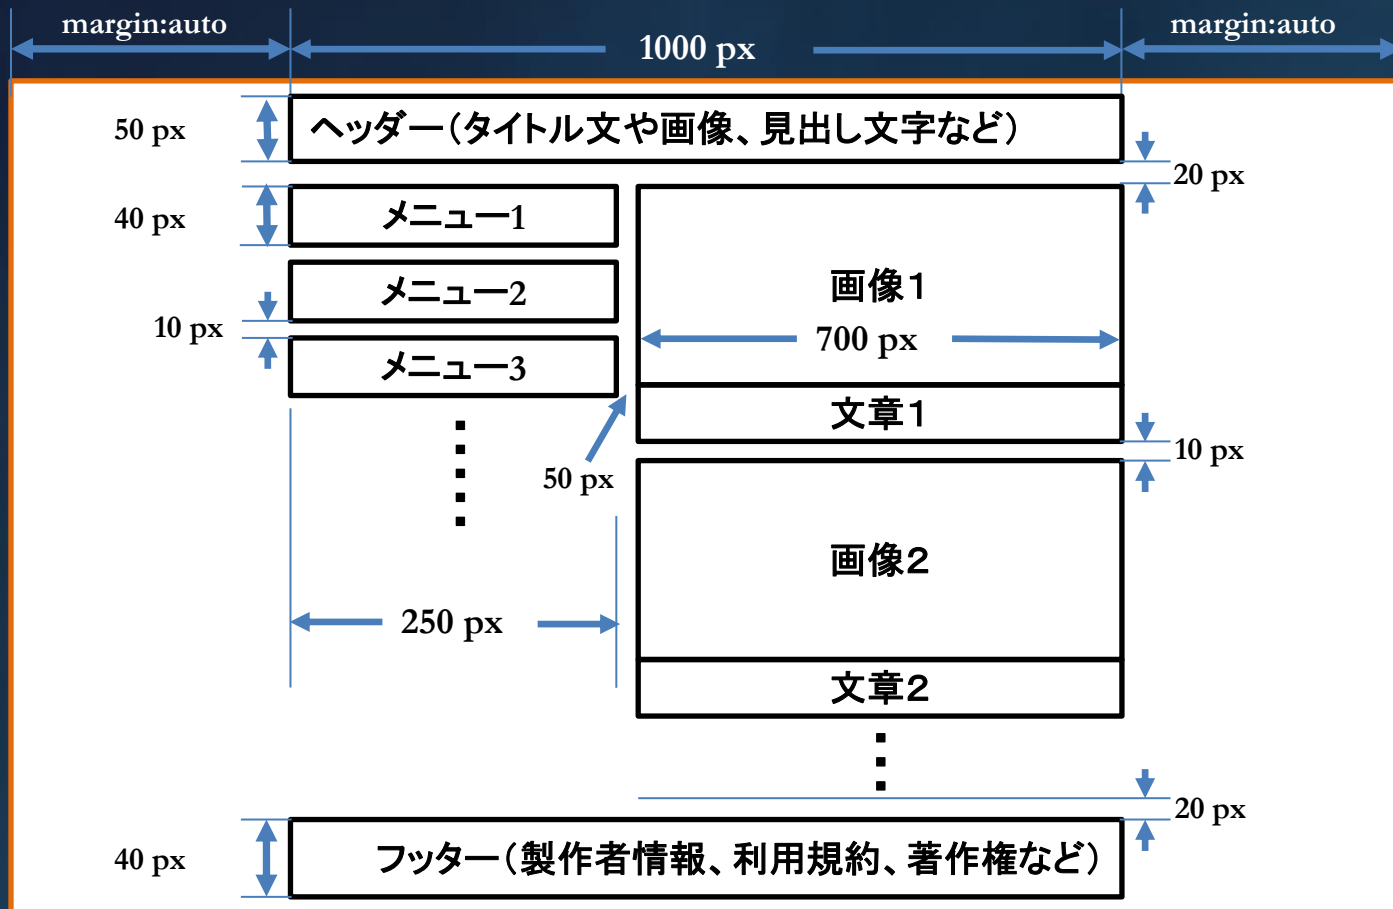 margin:auto
1000 px
margin:auto
50 px
ヘッダー(タイトル文や画像、見出し文字など)
20 px
40 px
メニュー1
メニュー2
10 px
メニュー3
画像1
700 px
文章1
50 px
10 px
画像2
250 px
文章2
20 px
40 px
フッター(製作者情報、利用規約、著作権など)